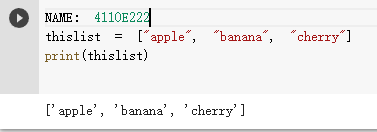 NAME: 4110E222
thislist = ["apple", "banana", "cherry"]
print(thislist)
['apple', 'banana', 'cherry']